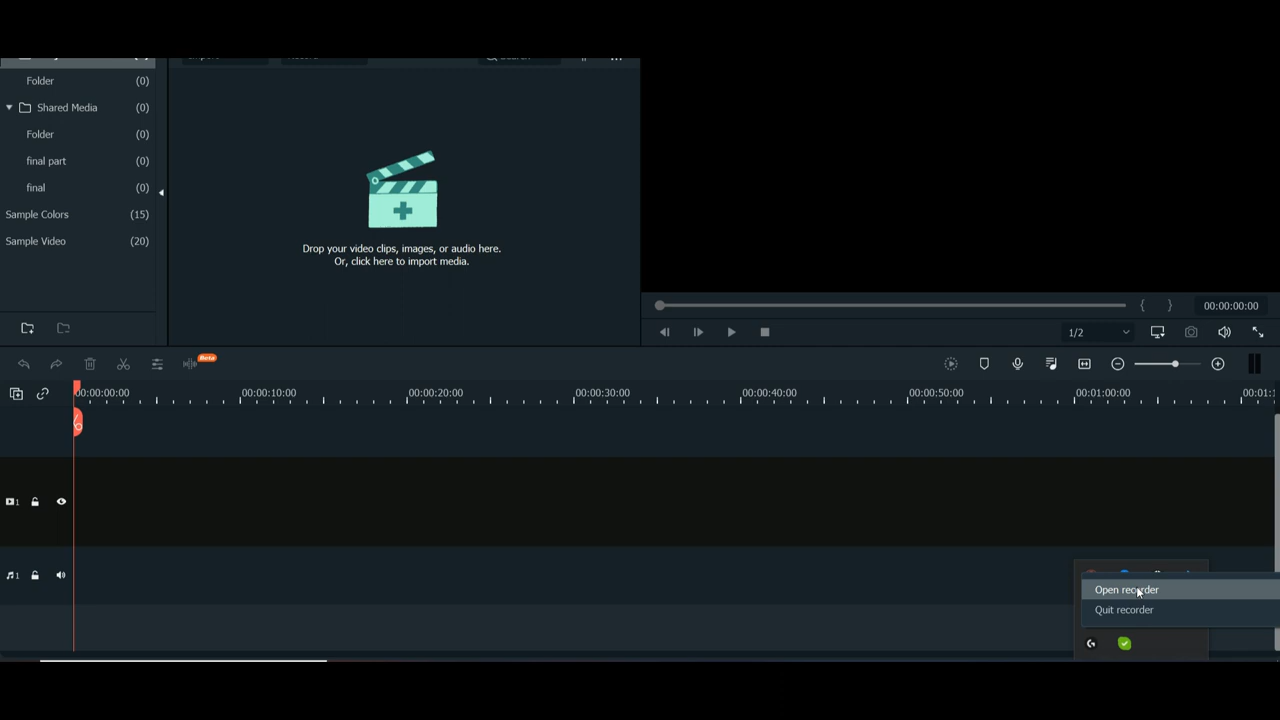 Folder (0)
Shared Media (0)
Folder (0)
final part (0)
final (0)
Sample Colors (15)
Sample Video (20)
Drop your video clips, images, or audio here.
Or, click here to import media.
{ } 00:00:00:00
1/2
Beta
00:00:00:00 00:00:10:00 00:00:20:00 00:00:30:00 00:00:40:00 00:00:50:00 00:01:00:00 00:01:1
1
1
Open recorder
Quit recorder